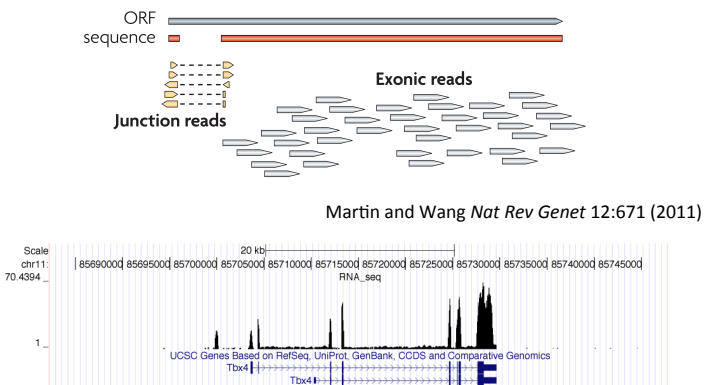 ORF
sequence
Exonic reads
Junction reads
Martin and Wang Nat Rev Genet 12:671 (2011)
Scale 20 kb
chr11: | 85690000| 85695000| 85700000| 85705000| 85710000| 85715000| 85720000| 85725000| 85730000| 85735000| 85740000| 85745000|
70.4394 _ RNA_seq
1 _
UCSC Genes Based on RefSeq, UniProt, GenBank, CCDS and Comparative Genomics
Tbx4
Tbx4